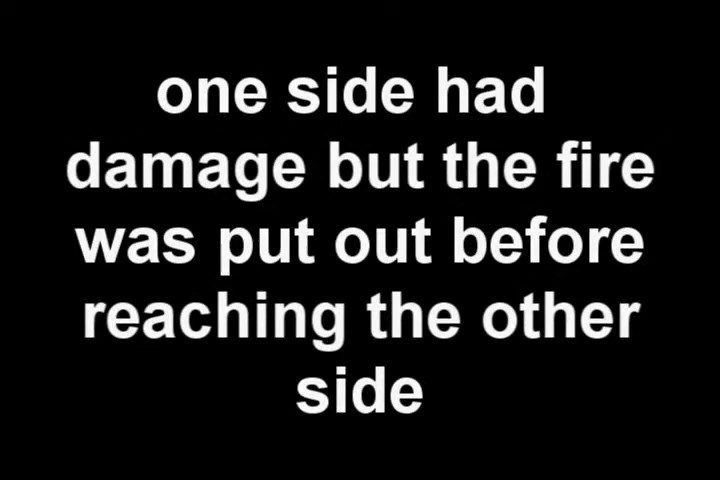 one side had
damage but the fire
was put out before
reaching the other
side